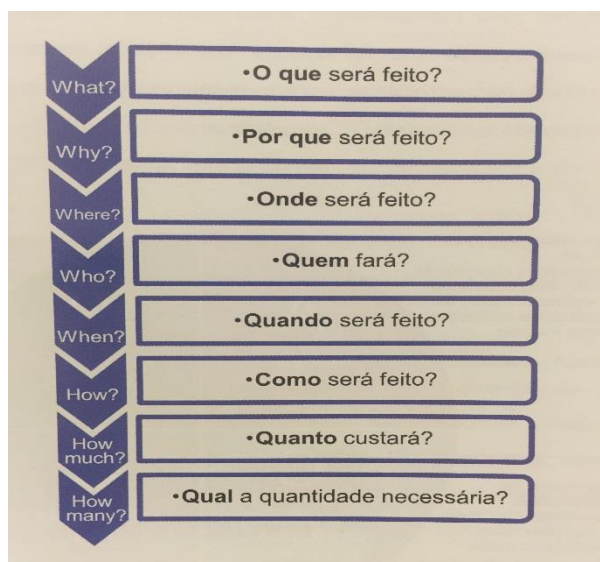 What?
•O que será feito?
Why?
•Por que será feito?
Where?
•Onde será feito?
Who?
•Quem fará?
When?
•Quando será feito?
How?
•Como será feito?
How
much?
•Quanto custará?
How
many?
•Qual a quantidade necessária?